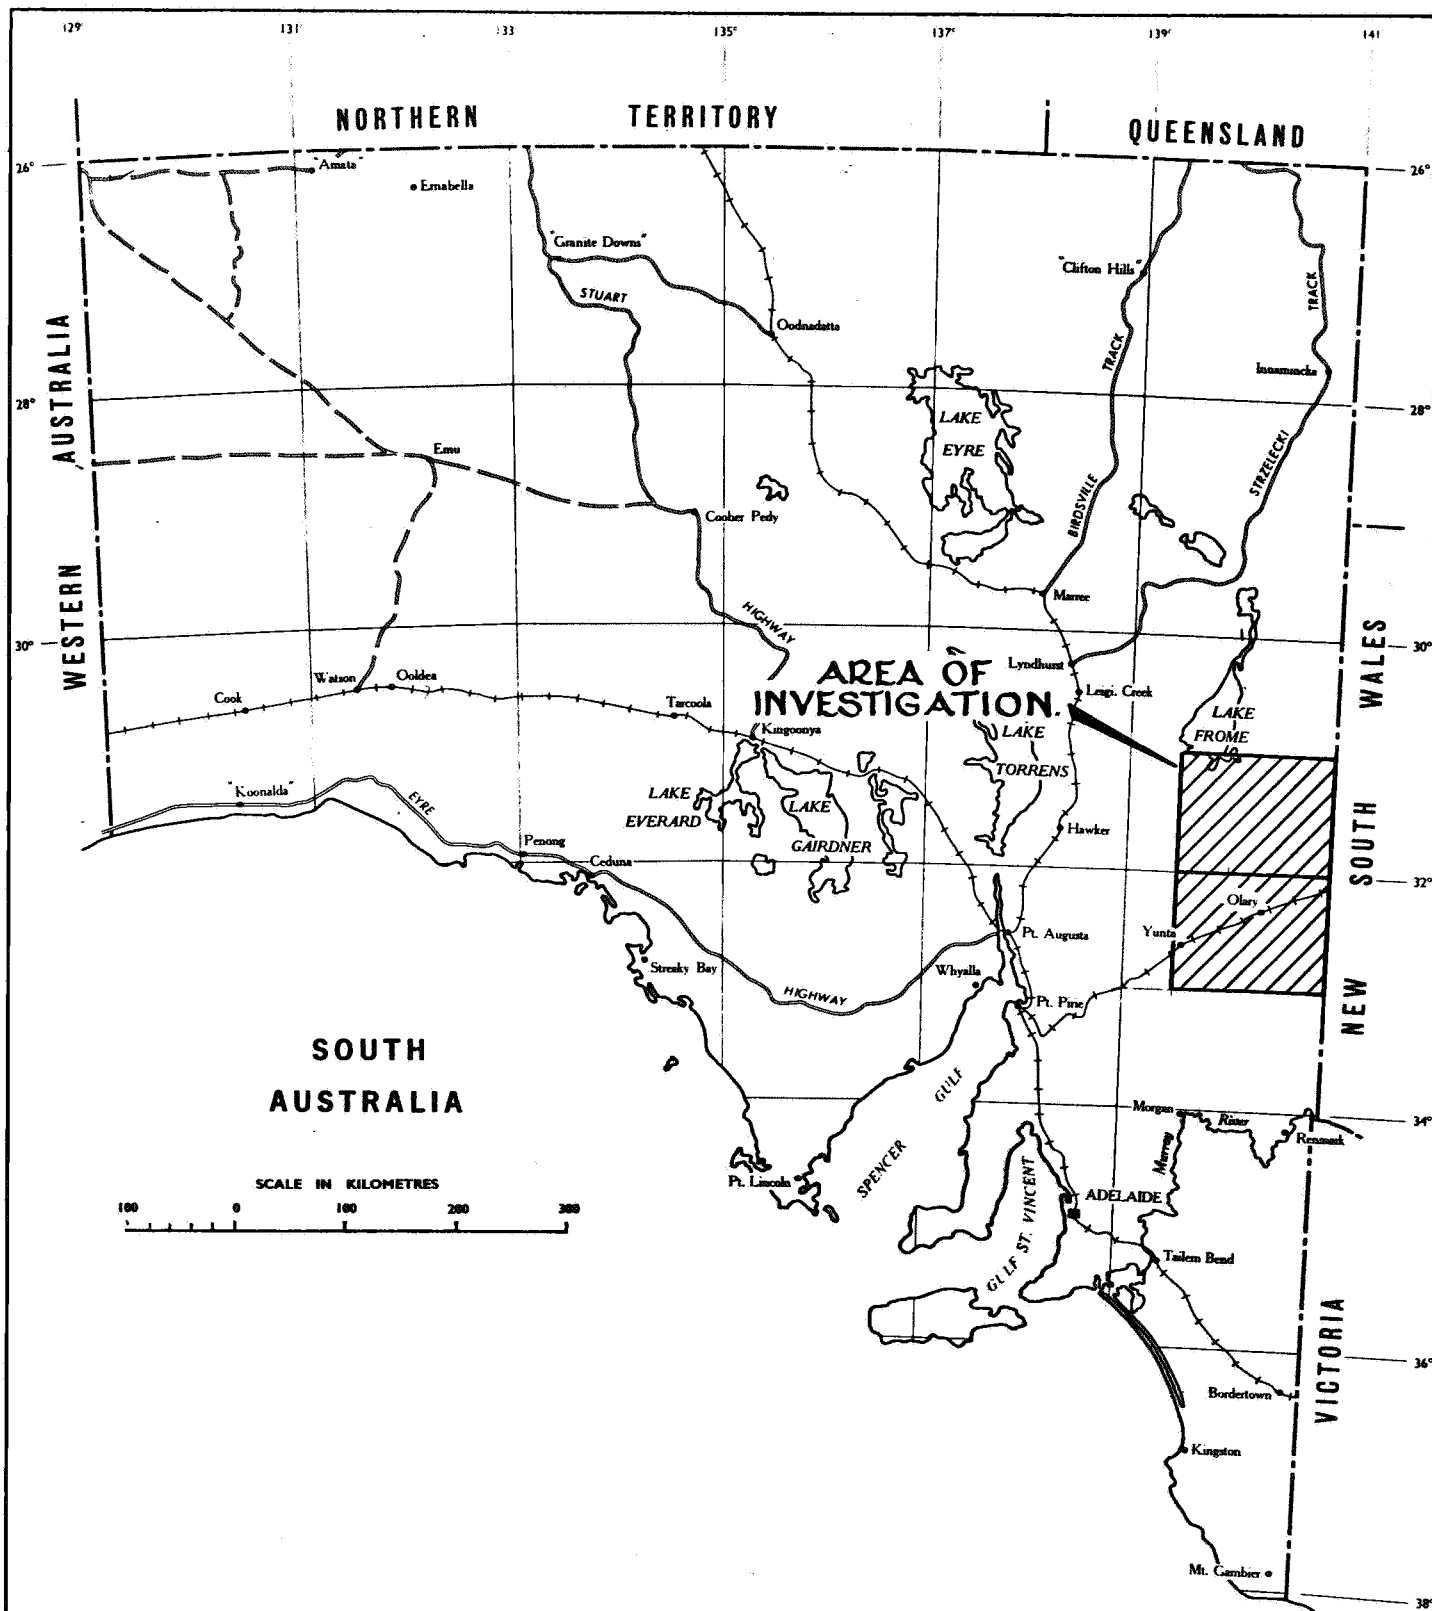 129° 131° 133 135° 137° 139° 141
NORTHERN TERRITORY QUEENSLAND
26° 26°
"Amata"
Ernabella
"Granite Downs"
"Clifton Hills"
STUART
TRACK
Oodnadatta
TRACK
Innamincka
WESTERN AUSTRALIA
LAKE
EYRE
28° 28°
Emu
STRZELECKI
BIRDSVILLE
Coober Pedy
Marree
HIGHWAY
30° 30°
Lyndhurst
AREA OF
INVESTIGATION.
Leigh Creek
Watson
Ooldea
Cook
Tarcoola
Kingoonya
LAKE
TORRENS
LAKE
FROME
NEW SOUTH WALES
"Koonalda"
EYRE
LAKE
EVERARD
LAKE
GAIRDNER
Hawker
Penong
Ceduna
32°
Olary
Yunta
Pt. Augusta
Streaky Bay
Whyalla
HIGHWAY
Pt. Pirie
SOUTH
AUSTRALIA
SPENCER GULF
Morgan
River
Murray
Renmark
34°
SCALE IN KILOMETRES
100 0 100 200 300
Pt. Lincoln
GULF ST. VINCENT
ADELAIDE
Tailem Bend
VICTORIA
36°
Bordertown
Kingston
Mt. Gambier
38°